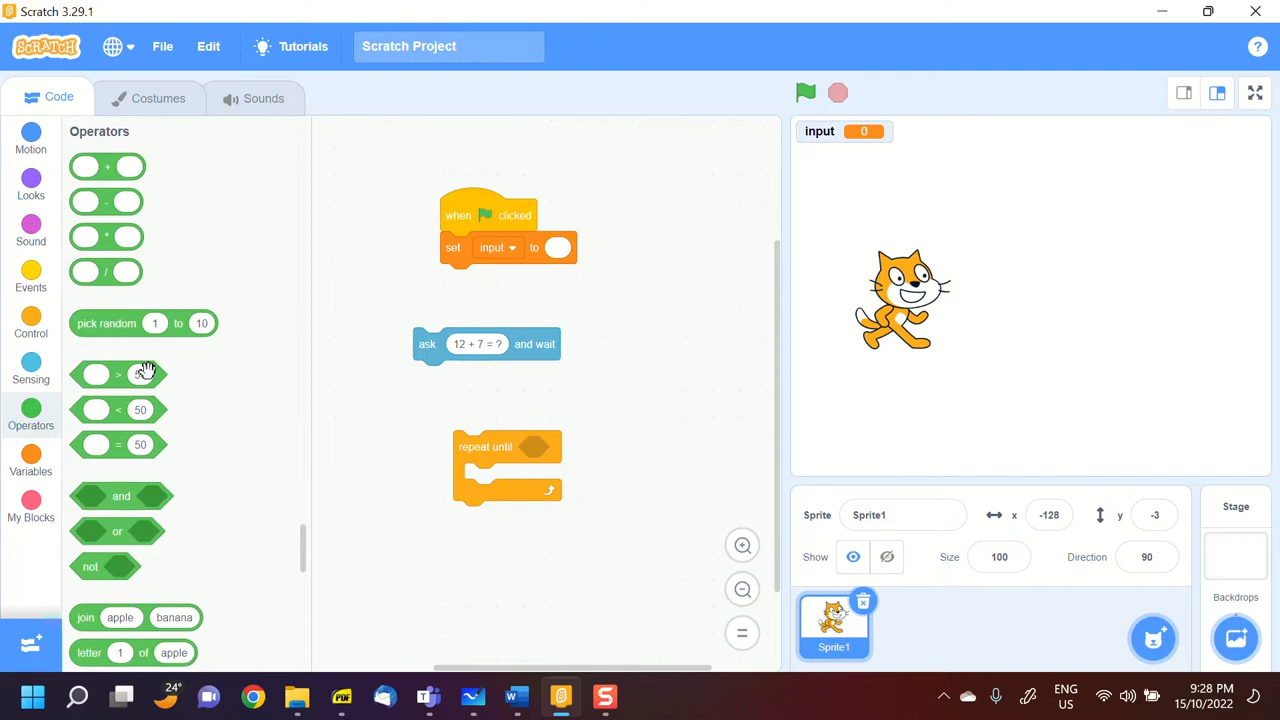 Scratch 3.29.1
SCRATCH File Edit Tutorials Scratch Project ?
Code Costumes Sounds
Motion
Looks
Sound
Events
Control
Sensing
Operators
Variables
My Blocks
Operators
+
-
*
/
pick random 1 to 10
>
< 50
= 50
and
or
not
join apple banana
letter 1 of apple
when clicked
set input to
ask 12 + 7 = ? and wait
repeat until
input 0
Sprite Sprite1 x -128 y -3
Show Size 100 Direction 90
Sprite1
Stage
Backdrops
24°
PDF
ENG
US
9:28 PM
15/10/2022